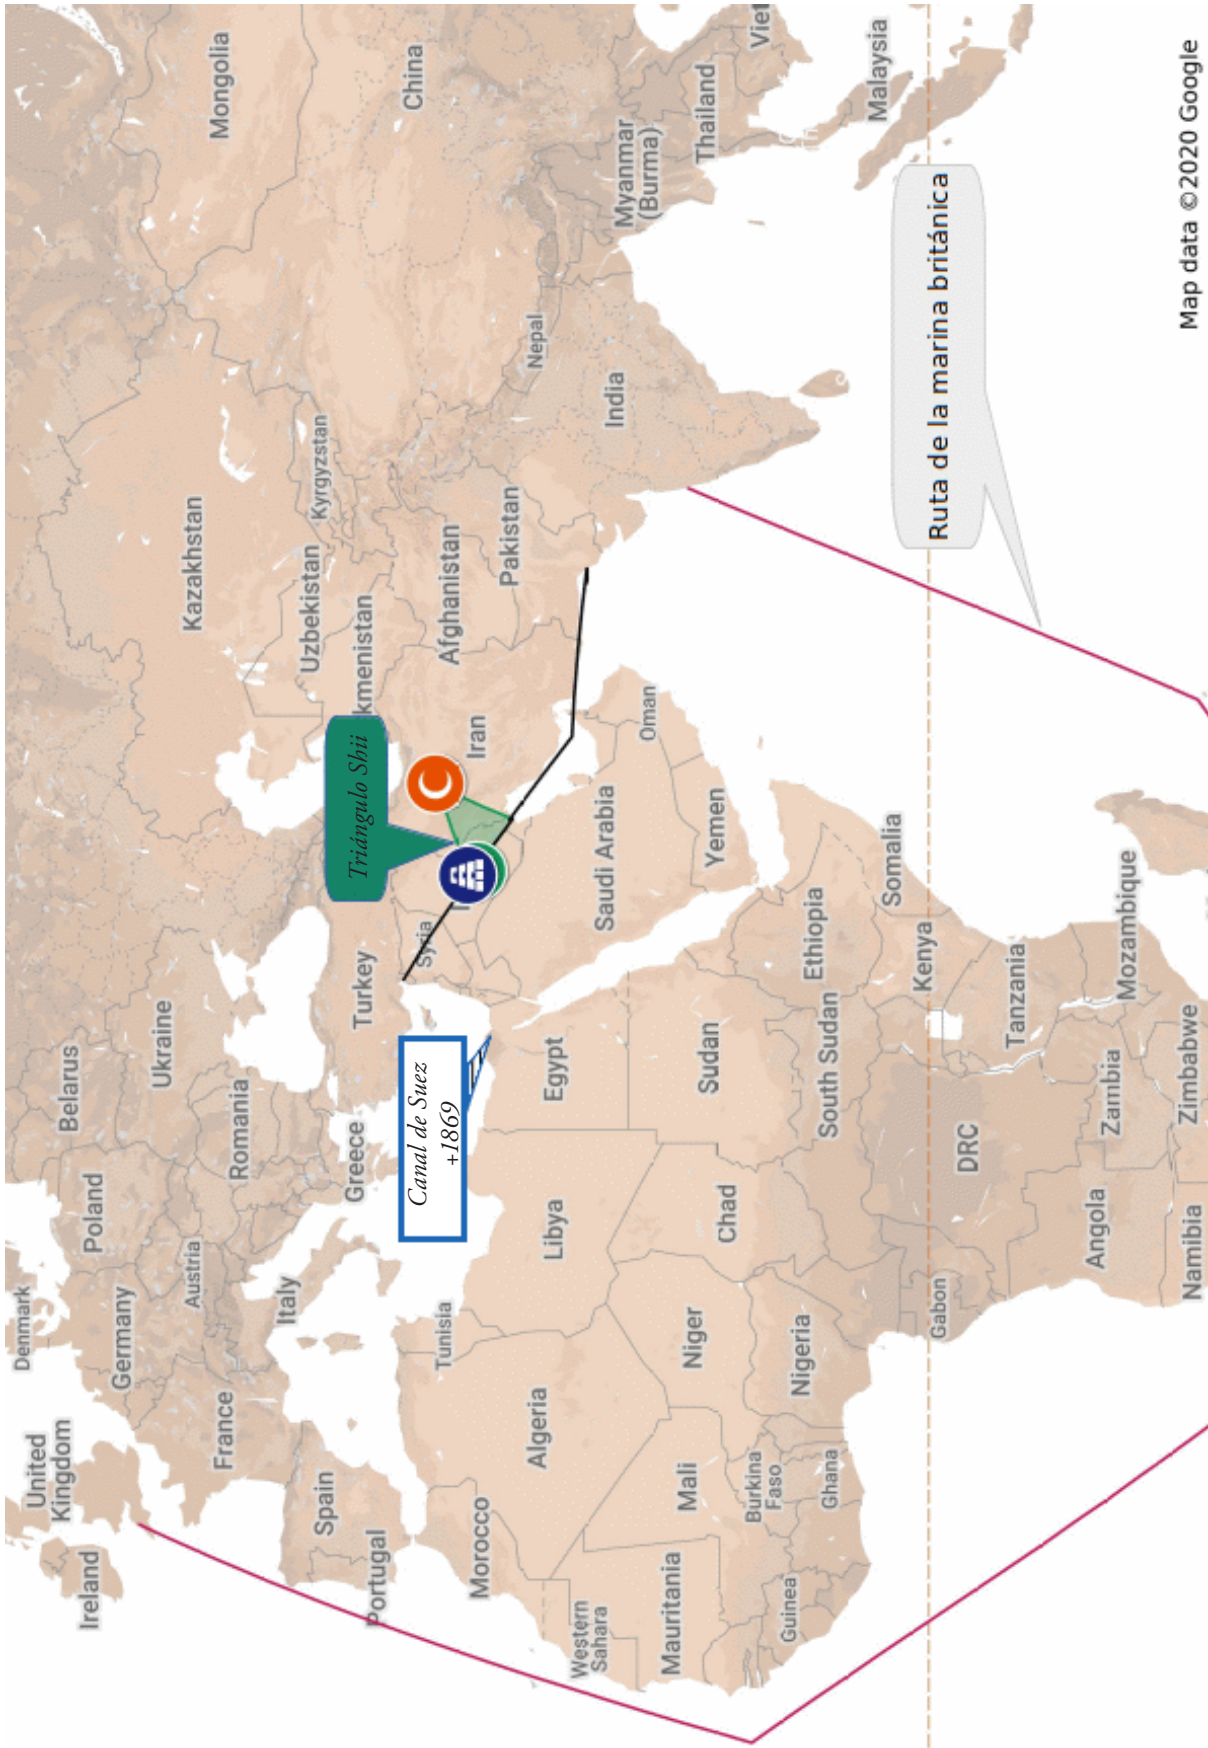 Denmark
United
Kingdom
Ireland
Germany
Poland
Belarus
France
Austria
Romania
Ukraine
Kazakhstan
Mongolia
Spain
Portugal
Italy
Greece
Turkey
Triángulo Shii
kmenistan
Uzbekistan
Kyrgyzstan
China
Canal de Suez
+1869
Tunisia
Syria
Iran
Afghanistan
Pakistan
Nepal
Morocco
Algeria
Libya
Egypt
Saudi Arabia
Oman
India
Myanmar
(Burma)
Thailand
Viet
Western
Sahara
Mauritania
Mali
Niger
Chad
Sudan
Yemen
Guinea
Burkina
Faso
Ghana
Nigeria
South Sudan
Ethiopia
Somalia
Malaysia
Gabon
DRC
Kenya
Tanzania
Ruta de la marina británica
Angola
Zambia
Mozambique
Namibia
Zimbabwe
Map data ©2020 Google